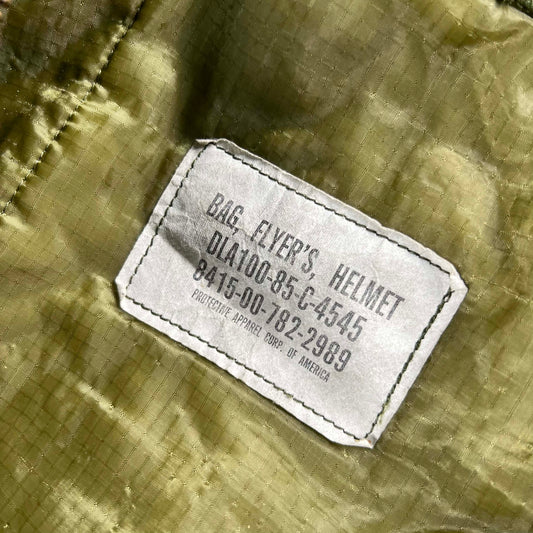 BAG, FLYER'S, HELMET
DLA100-85-C-4545
8415-00-782-2989
PROTECTIVE APPAREL CORP. OF AMERICA